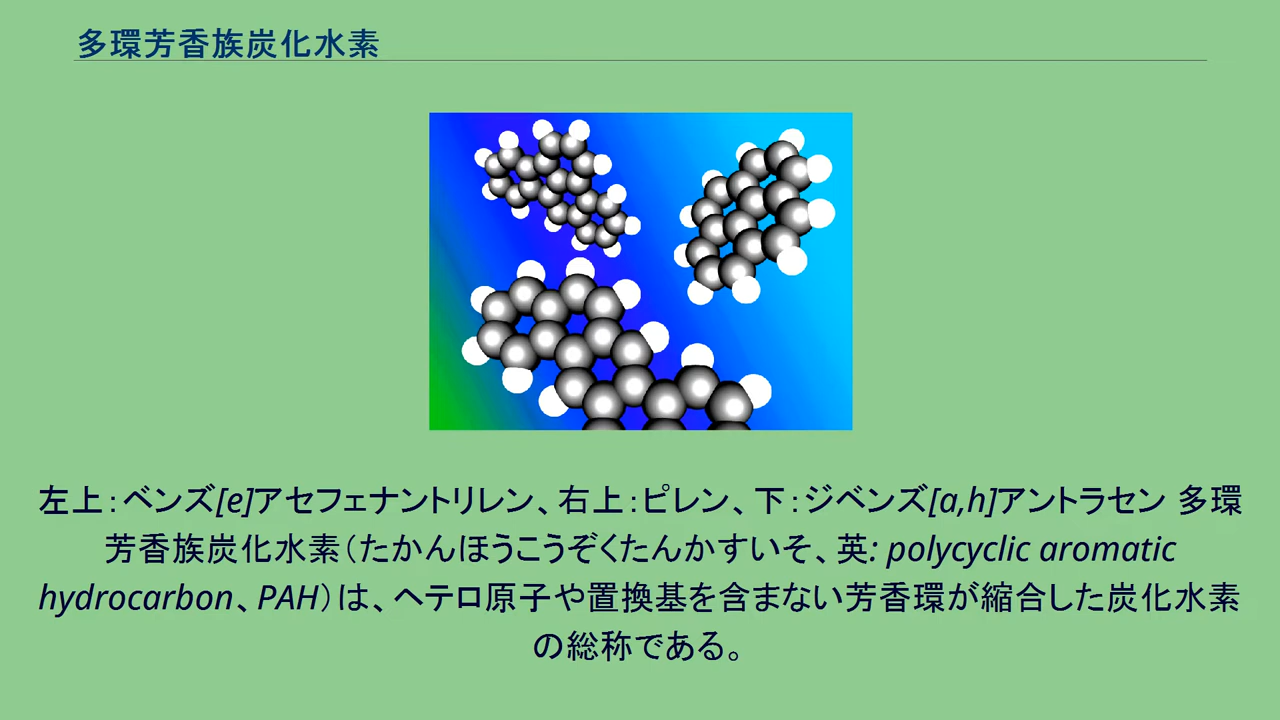 多環芳香族炭化水素
左上：ベンズ[e]アセフェナントリレン、右上：ピレン、下：ジベンズ[a,h]アントラセン 多環
芳香族炭化水素（たかんほうこうぞくたんかすいそ、英: polycyclic aromatic
hydrocarbon、PAH）は、ヘテロ原子や置換基を含まない芳香環が縮合した炭化水素
の総称である。